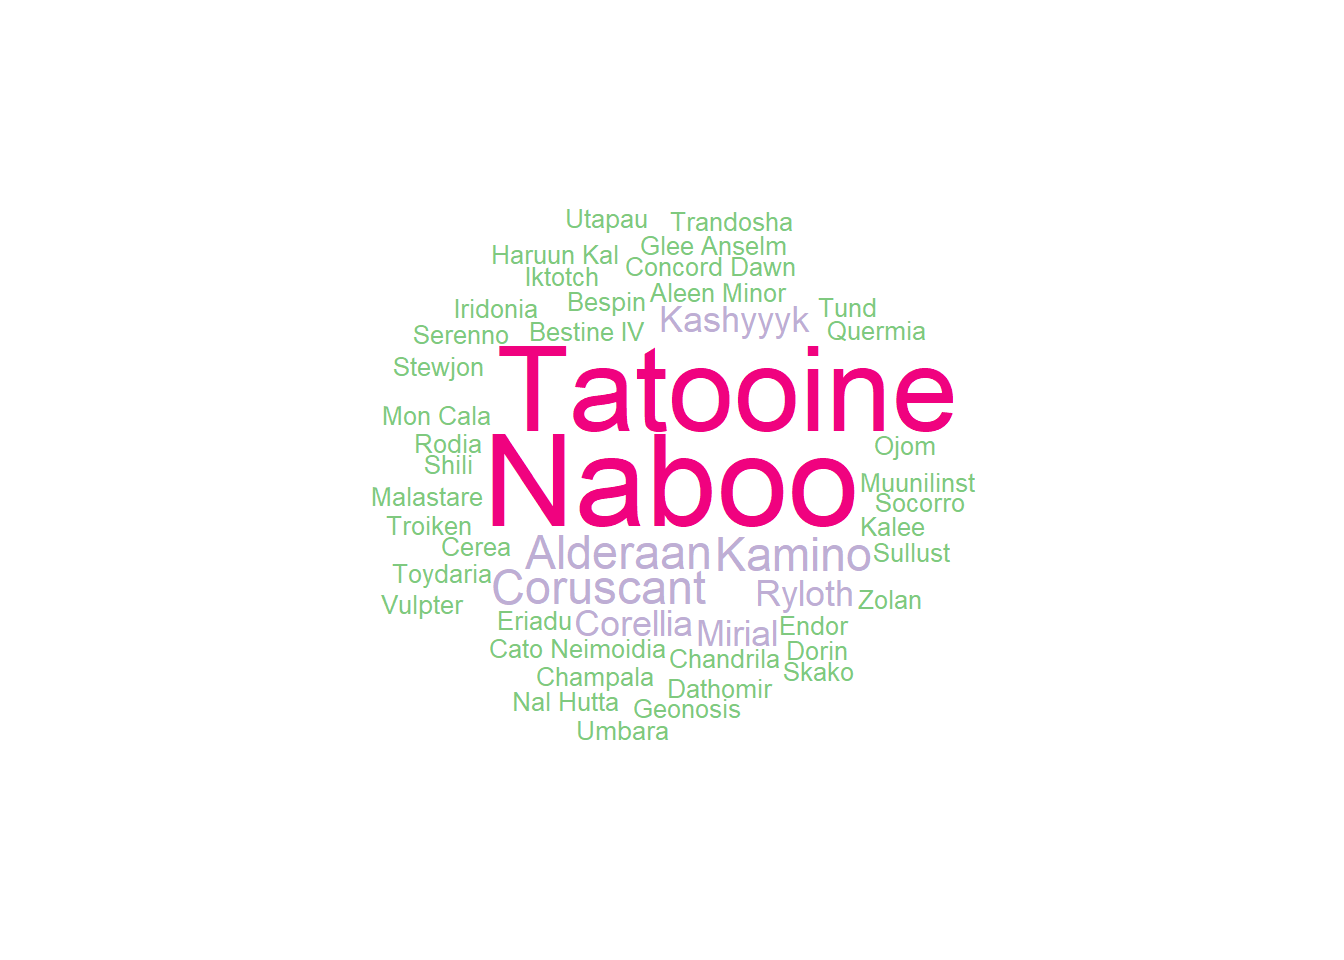 Utapau
Trandosha
Glee Anselm
Haruun Kal
Concord Dawn
Iktotch
Aleen Minor
Bespin
Iridonia
Tund
Kashyyyk
Quermia
Bestine IV
Serenno
Stewjon
Tatooine
Mon Cala
Rodia
Ojom
Shili
Naboo
Muunilinst
Malastare
Socorro
Troiken
Kalee
Cerea
Alderaan
Kamino
Sullust
Toydaria
Coruscant
Ryloth
Zolan
Vulpter
Eriadu
Corellia
Mirial
Endor
Cato Neimoidia
Dorin
Chandrila
Skako
Champala
Dathomir
Nal Hutta
Geonosis
Umbara